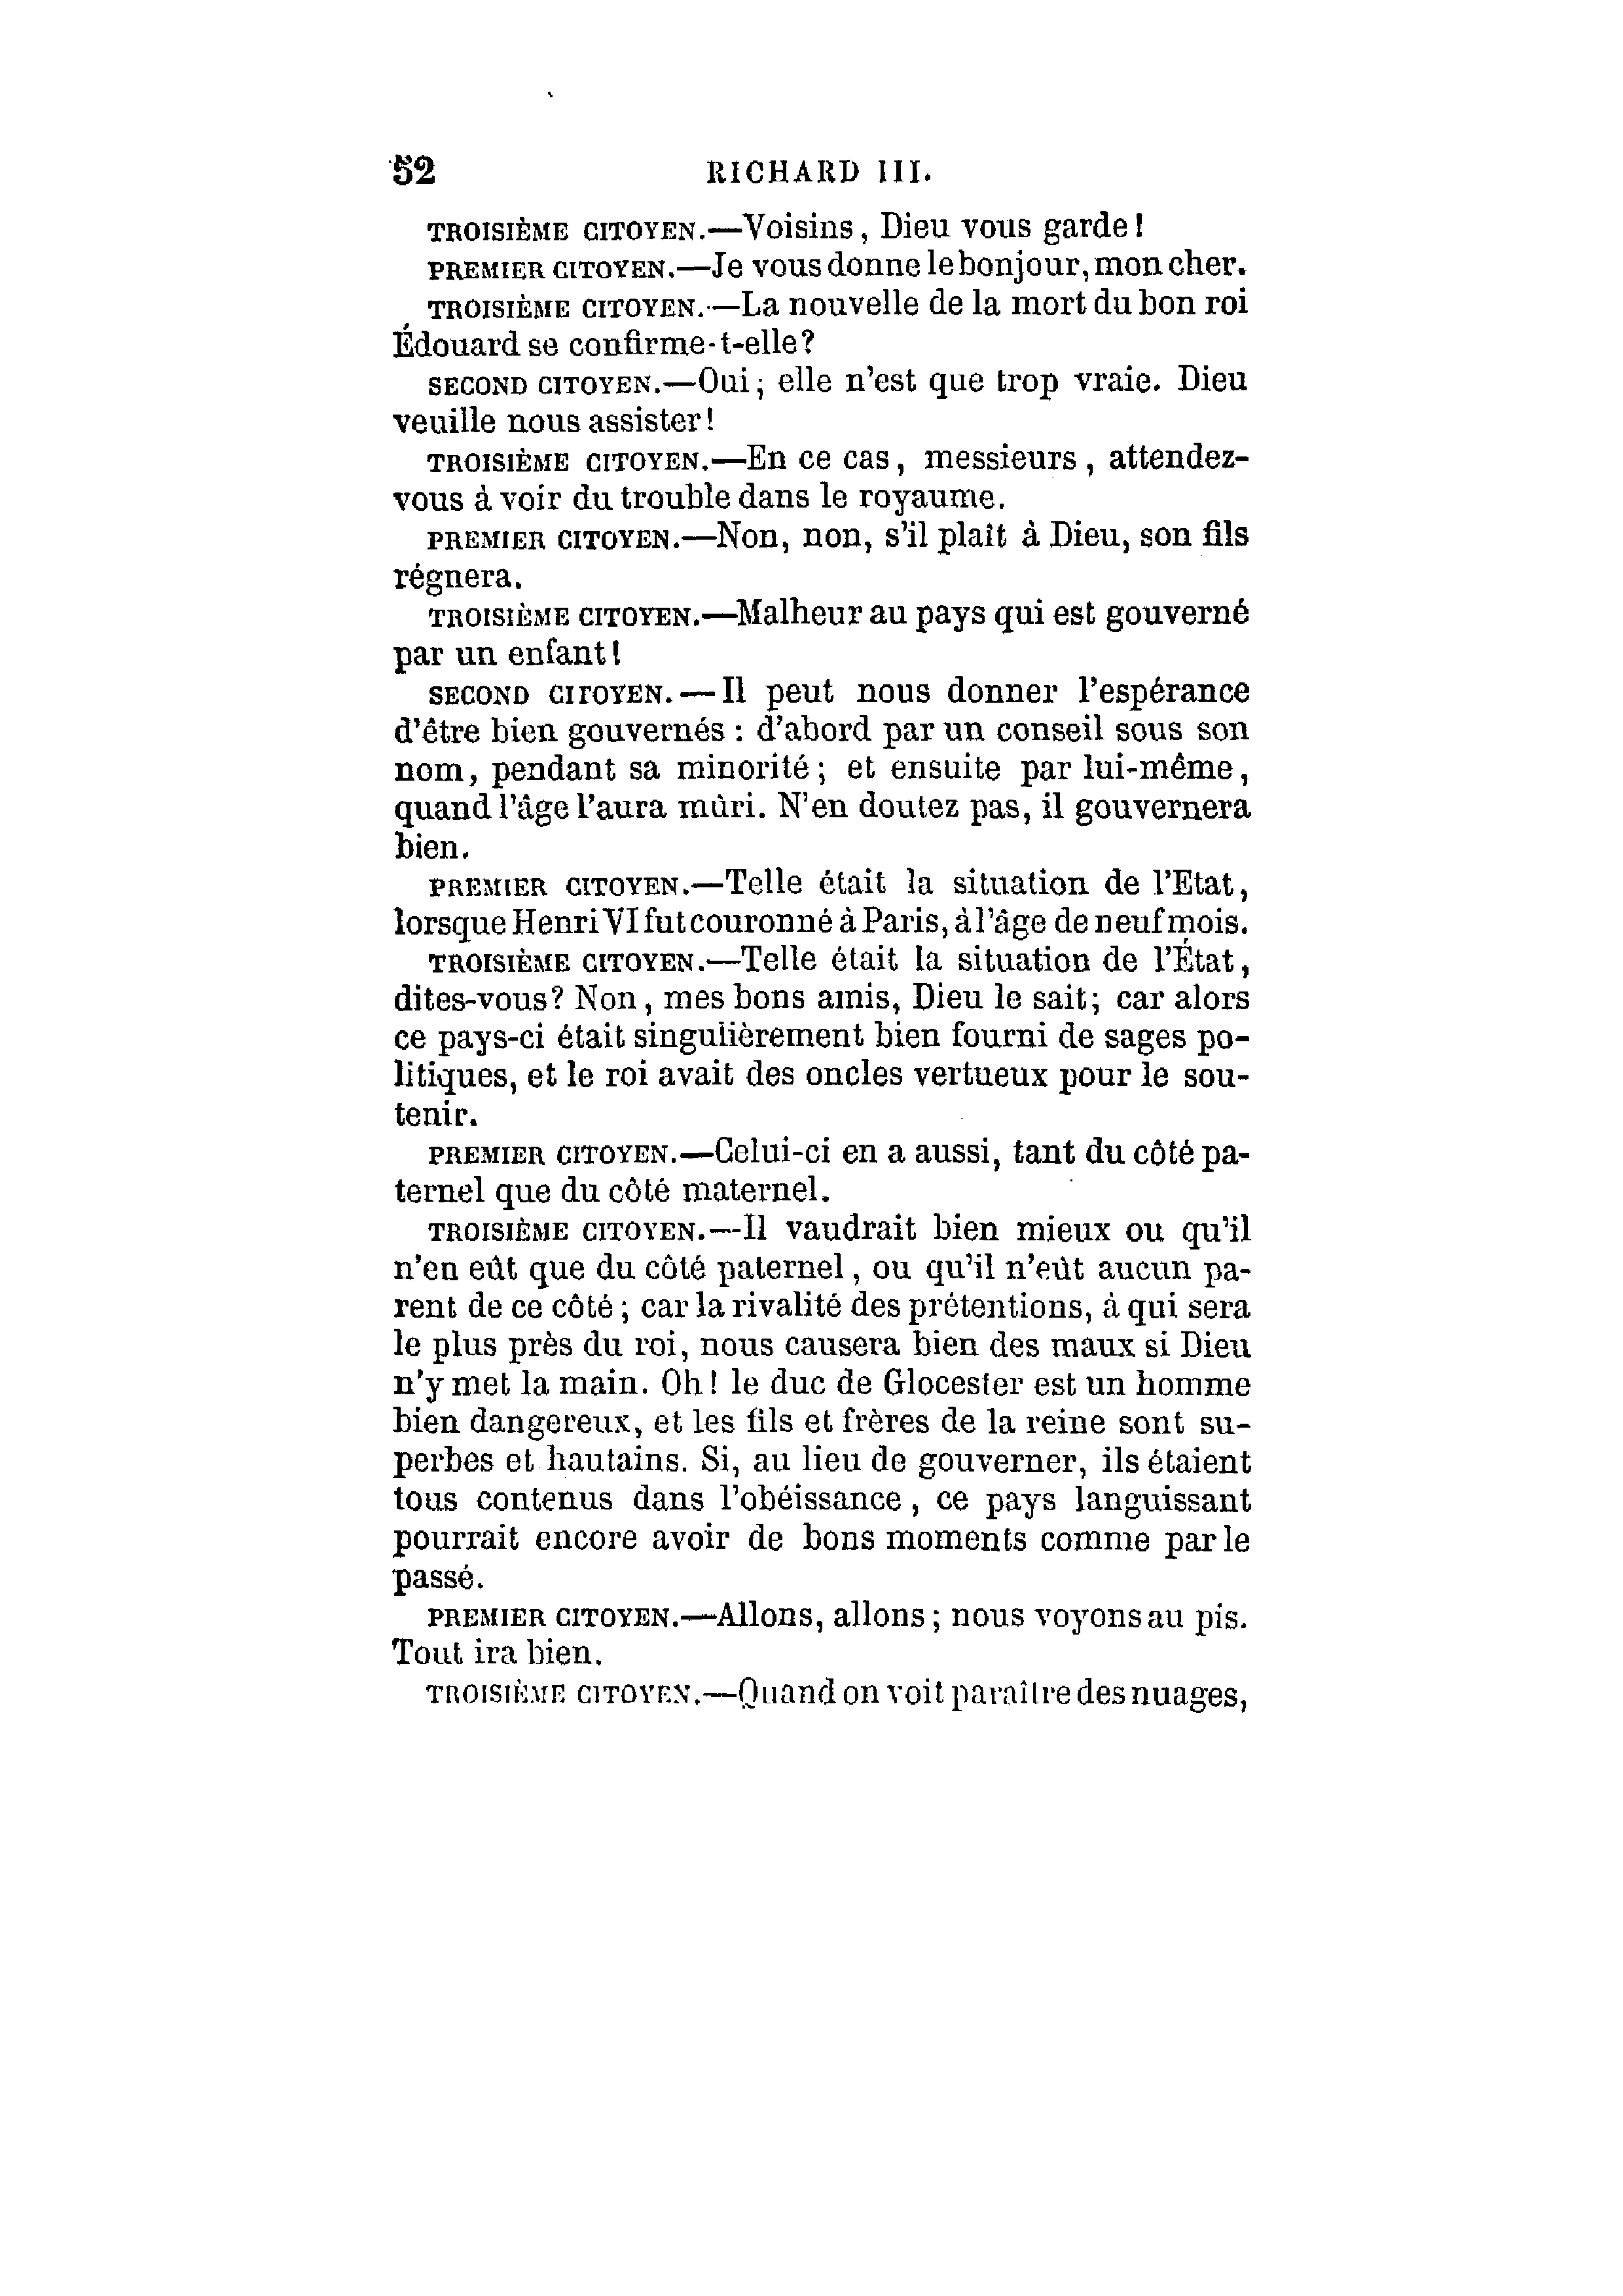 52 RICHARD III.
TROISIÈME CITOYEN.—Voisins, Dieu vous garde!
PREMIER CITOYEN.—Je vous donne le bonjour, mon cher.
TROISIÈME CITOYEN.—La nouvelle de la mort du bon roi
Édouard se confirme-t-elle?
SECOND CITOYEN.—Oui; elle n'est que trop vraie. Dieu
veuille nous assister!
TROISIÈME CITOYEN.—En ce cas, messieurs, attendez-
vous à voir du trouble dans le royaume.
PREMIER CITOYEN.—Non, non, s'il plaît à Dieu, son fils
régnera.
TROISIÈME CITOYEN.—Malheur au pays qui est gouverné
par un enfant!
SECOND CITOYEN.—Il peut nous donner l'espérance
d'être bien gouvernés : d'abord par un conseil sous son
nom, pendant sa minorité; et ensuite par lui-même,
quand l'âge l'aura mûri. N'en doutez pas, il gouvernera
bien.
PREMIER CITOYEN.—Telle était la situation de l'Etat,
lorsque Henri VI fut couronné à Paris, à l'âge de neuf mois.
TROISIÈME CITOYEN.—Telle était la situation de l'État,
dites-vous? Non, mes bons amis, Dieu le sait; car alors
ce pays-ci était singulièrement bien fourni de sages po-
litiques, et le roi avait des oncles vertueux pour le sou-
tenir.
PREMIER CITOYEN.—Celui-ci en a aussi, tant du côté pa-
ternel que du côté maternel.
TROISIÈME CITOYEN.—Il vaudrait bien mieux ou qu'il
n'en eût que du côté paternel, ou qu'il n'eût aucun pa-
rent de ce côté; car la rivalité des prétentions, à qui sera
le plus près du roi, nous causera bien des maux si Dieu
n'y met la main. Oh! le duc de Glocester est un homme
bien dangereux, et les fils et frères de la reine sont su-
perbes et hautains. Si, au lieu de gouverner, ils étaient
tous contenus dans l'obéissance, ce pays languissant
pourrait encore avoir de bons moments comme par le
passé.
PREMIER CITOYEN.—Allons, allons; nous voyons au pis.
Tout ira bien.
TROISIÈME CITOYEN.—Quand on voit paraître des nuages,